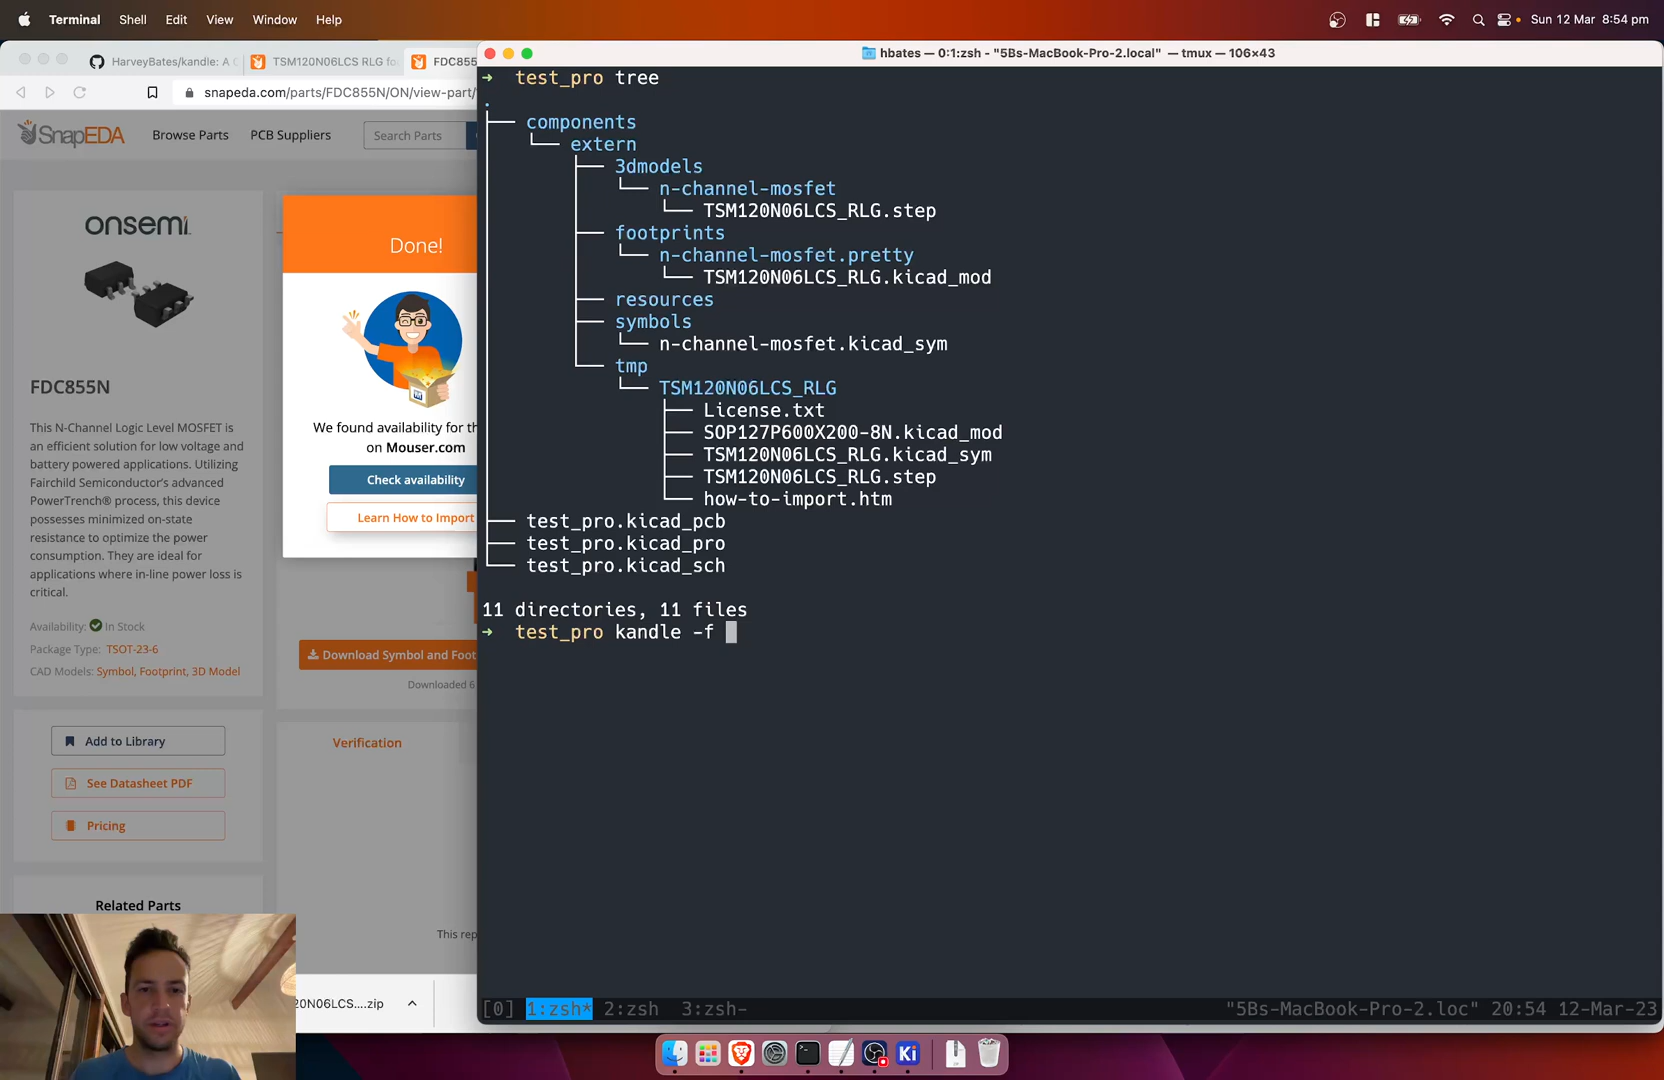 Terminal Shell Edit View Window Help
Sun 12 Mar 8:54 pm
HarveyBates/kandle: A
TSM120N06LCS RLG fo
FDC855
snapeda.com/parts/FDC855N/ON/view-part/
SnapEDA
Browse Parts
PCB Suppliers
Search Parts
onsemi
FDC855N
This N-Channel Logic Level MOSFET is
an efficient solution for low voltage and
battery powered applications. Utilizing
Fairchild Semiconductor's advanced
PowerTrench® process, this device
possesses minimized on-state
resistance to optimize the power
consumption. They are ideal for
applications where in-line power loss is
critical.
Availability: In Stock
Package Type: TSOT-23-6
CAD Models: Symbol, Footprint, 3D Model
Add to Library
See Datasheet PDF
Pricing
Related Parts
Done!
We found availability for th
on Mouser.com
Check availability
Learn How to Import
Download Symbol and Foot
Downloaded 6
Verification
This rep
20N06LCS....zip
hbates — 0:1:zsh - "5Bs-MacBook-Pro-2.local" — tmux — 106×43
➜ test_pro tree
.
├── components
│   └── extern
│       ├── 3dmodels
│       │   └── n-channel-mosfet
│       │       └── TSM120N06LCS_RLG.step
│       ├── footprints
│       │   └── n-channel-mosfet.pretty
│       │       └── TSM120N06LCS_RLG.kicad_mod
│       ├── resources
│       ├── symbols
│       │   └── n-channel-mosfet.kicad_sym
│       └── tmp
│           └── TSM120N06LCS_RLG
│               ├── License.txt
│               ├── SOP127P600X200-8N.kicad_mod
│               ├── TSM120N06LCS_RLG.kicad_sym
│               ├── TSM120N06LCS_RLG.step
│               └── how-to-import.htm
├── test_pro.kicad_pcb
├── test_pro.kicad_pro
└── test_pro.kicad_sch
11 directories, 11 files
➜ test_pro kandle -f
[0] 1:zsh* 2:zsh 3:zsh-
"5Bs-MacBook-Pro-2.loc" 20:54 12-Mar-23
Ki